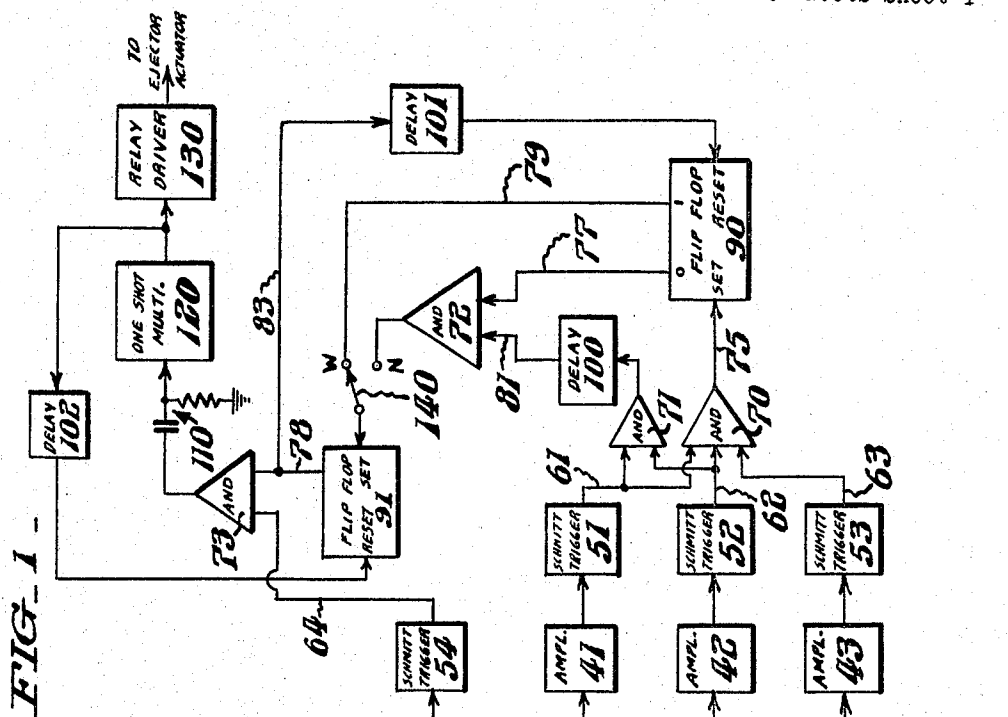 FIG_1_
TO
EJECTOR
ACTUATOR
RELAY
DRIVER
130
ONE SHOT
MULTI.
120
DELAY
102
110
AND
73
83
78
DELAY
101
79
77
W
N
140
AND
72
81
FLIP FLOP
RESET SET
91
O I
FLIP FLOP
SET RESET
90
DELAY
100
75
AND
71
AND
70
61
62
63
64
SCHMITT
TRIGGER
51
SCHMITT
TRIGGER
52
SCHMITT
TRIGGER
53
SCHMITT
TRIGGER
54
AMPL.
41
AMPL.
42
AMPL.
43